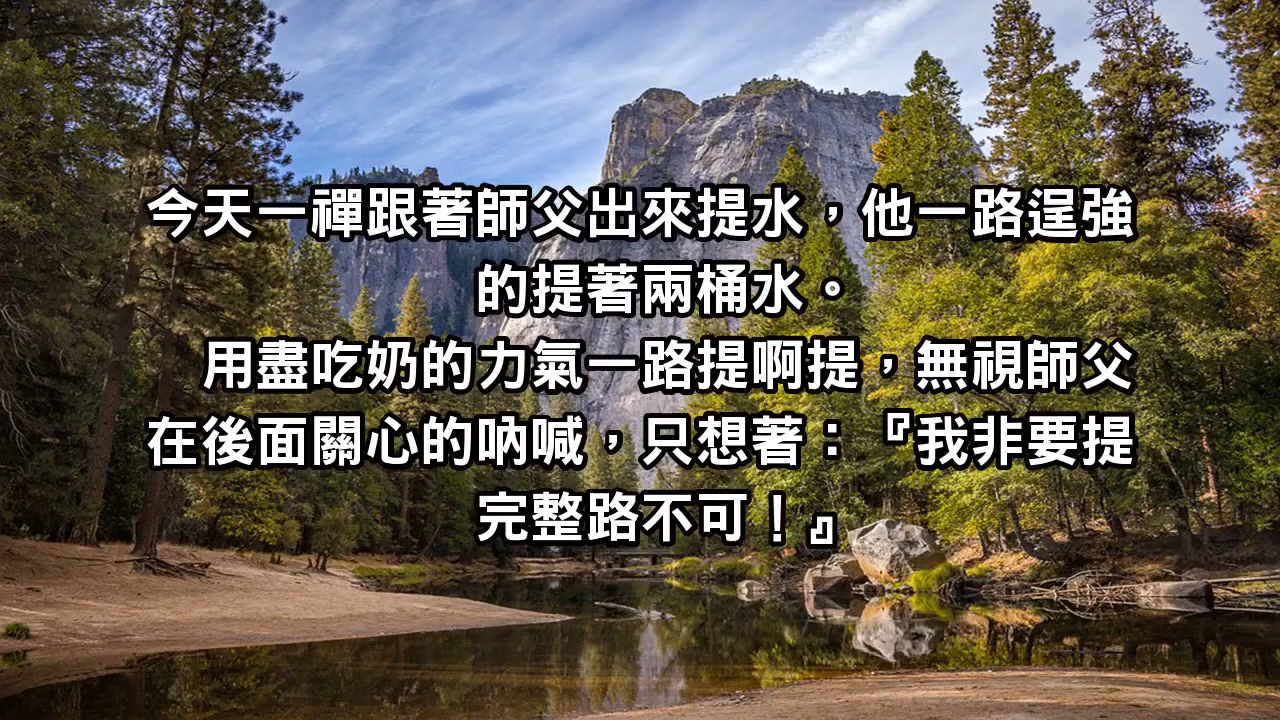 今天一禪跟著師父出來提水，他一路逞強
的提著兩桶水。
用盡吃奶的力氣一路提啊提，無視師父
在後面關心的吶喊，只想著：『我非要提
完整路不可！』